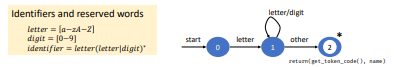 Identifiers and reserved words
letter = [a−zA−Z]
digit = [0−9]
identifier = letter(letter|digit)*
letter/digit
start
0
letter
1
other
2
*
return(get_token_code(), name)